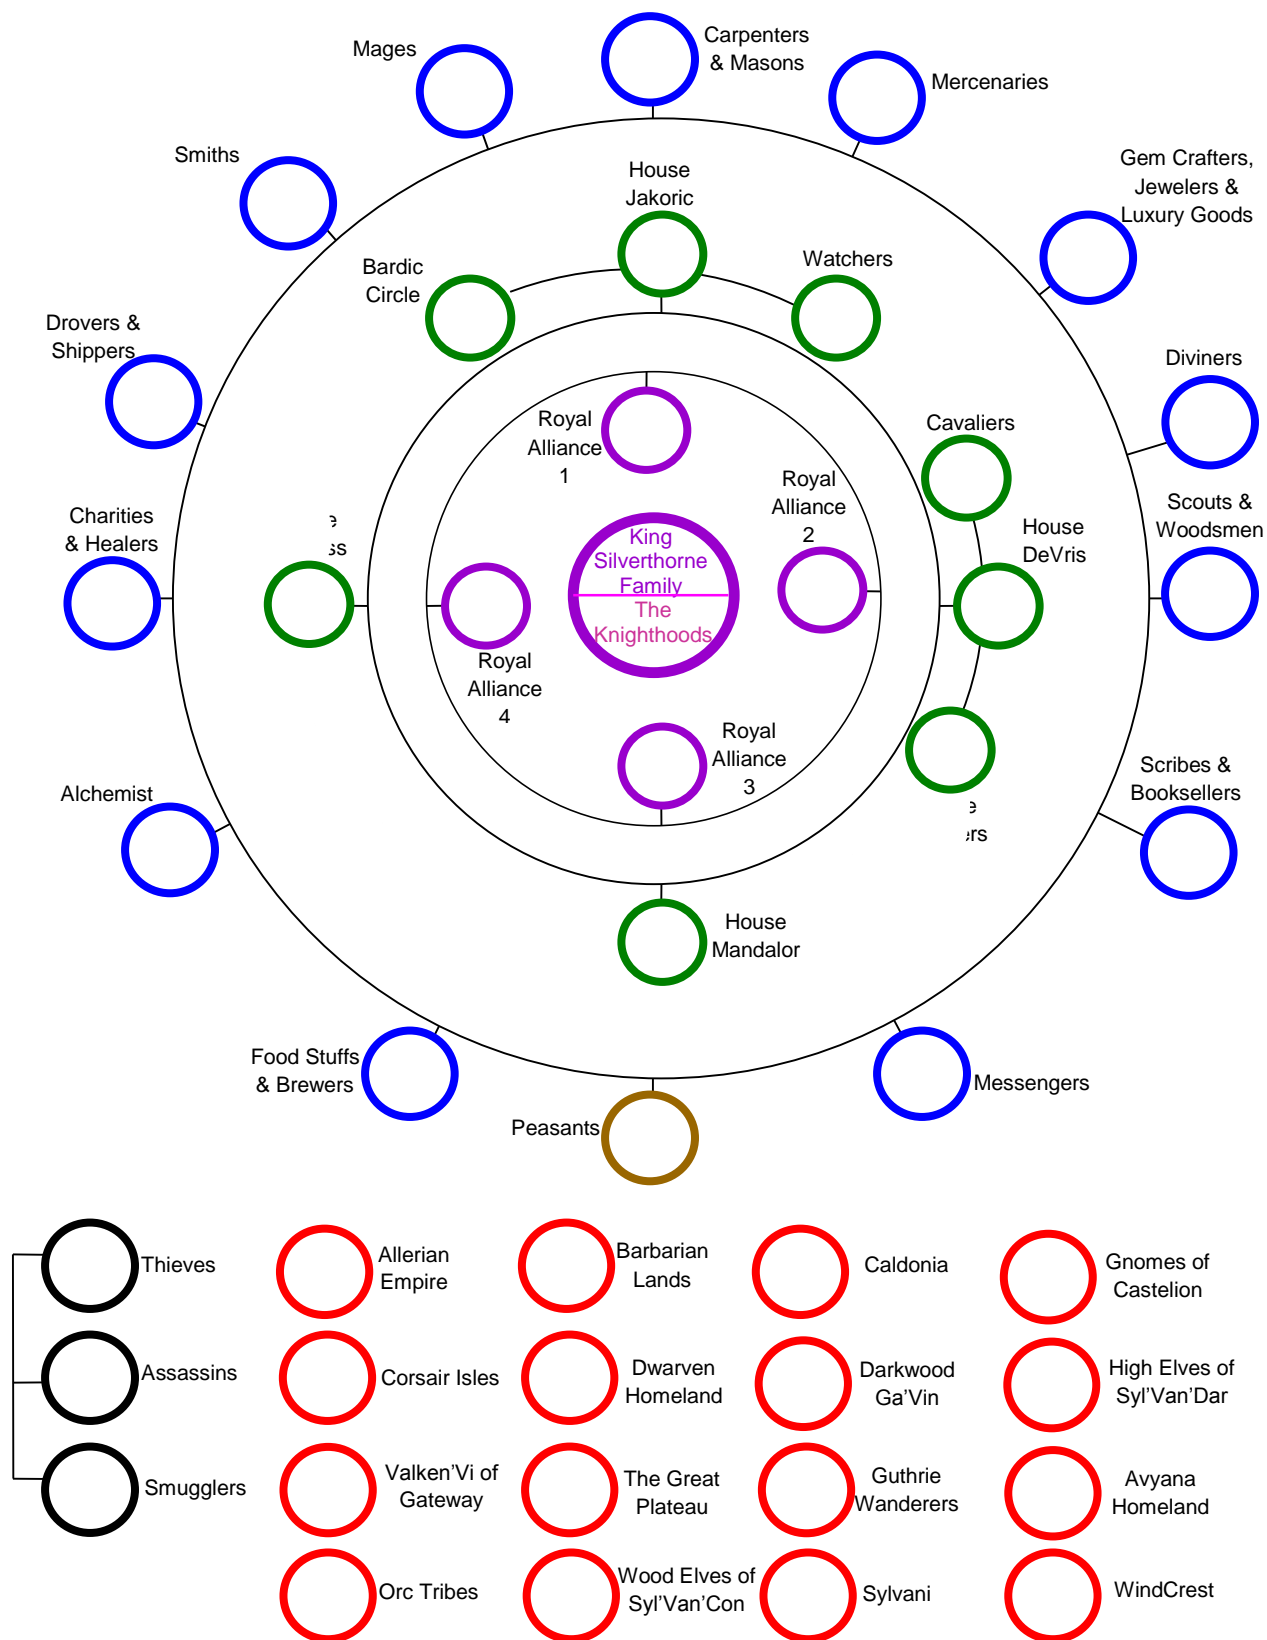 Mages
Carpenters
& Masons
Mercenaries
Smiths
Gem Crafters,
Jewelers &
Luxury Goods
House
Jakoric
Bardic
Circle
Watchers
Drovers &
Shippers
Diviners
Royal
Alliance
1
Cavaliers
Royal
Alliance
2
Charities
& Healers
Scouts &
Woodsmen
House
DeVris
King
Silverthorne
Family
The
Knighthoods
Royal
Alliance
4
Royal
Alliance
3
Alchemist
Scribes &
Booksellers
House
Mandalor
Food Stuffs
& Brewers
Messengers
Peasants
Thieves
Allerian
Empire
Barbarian
Lands
Caldonia
Gnomes of
Castelion
Assassins
Corsair Isles
Dwarven
Homeland
Darkwood
Ga’Vin
High Elves of
Syl’Van’Dar
Smugglers
Valken’Vi of
Gateway
The Great
Plateau
Guthrie
Wanderers
Avyana
Homeland
Orc Tribes
Wood Elves of
Syl’Van’Con
Sylvani
WindCrest